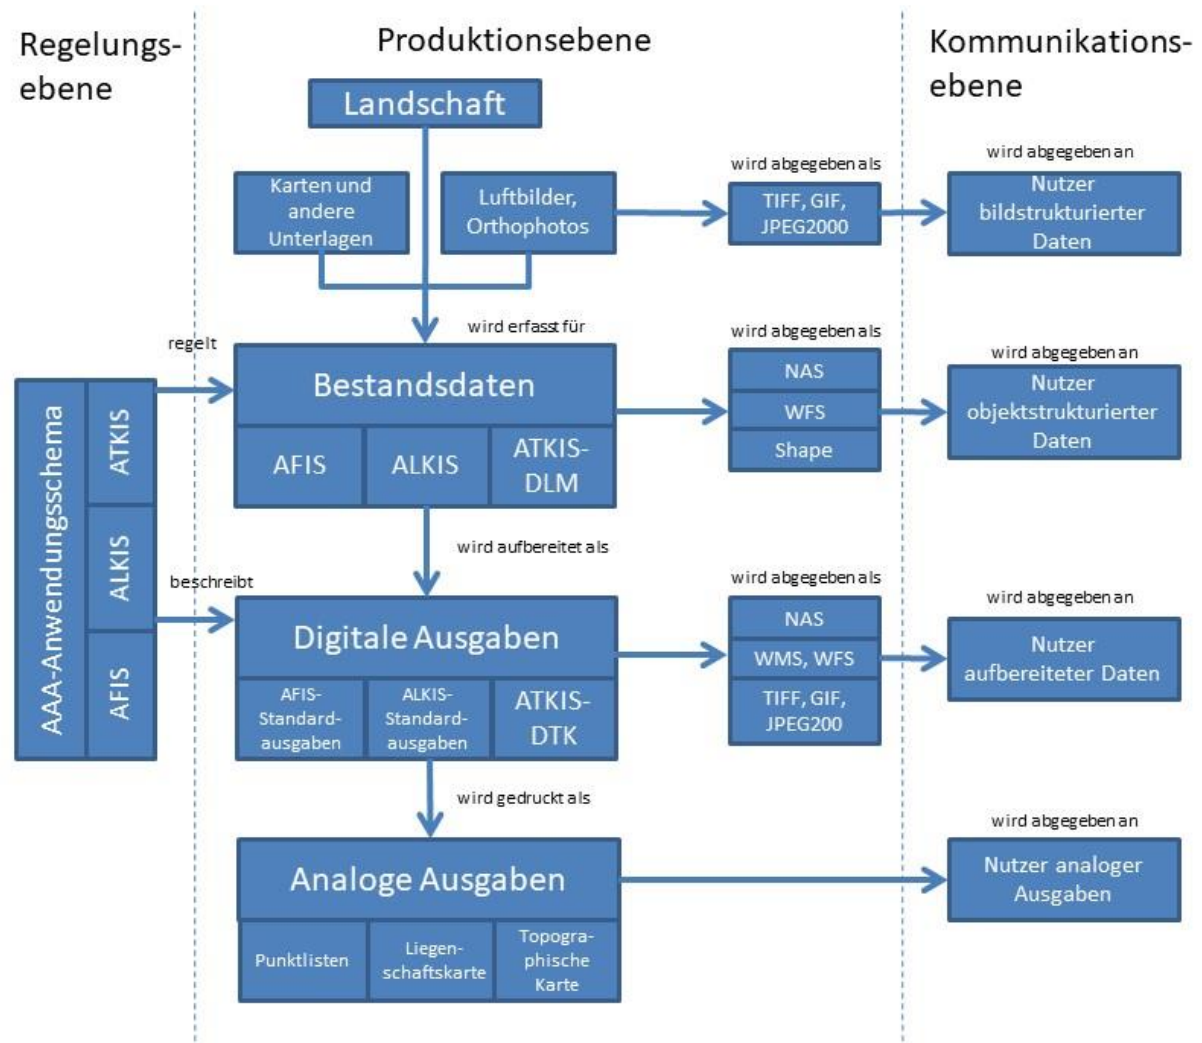 Regelungs-
ebene
Produktionsebene
Kommunikations-
ebene
Landschaft
Karten und
andere
Unterlagen
Luftbilder,
Orthophotos
wird abgegeben als
TIFF, GIF,
JPEG2000
wird abgegeben an
Nutzer
bildstrukturierter
Daten
wird erfasst für
regelt
AAA-Anwendungsschema
ATKIS
ALKIS
AFIS
Bestandsdaten
AFIS
ALKIS
ATKIS-
DLM
wird abgegeben als
NAS
WFS
Shape
wird abgegeben an
Nutzer
objektstrukturierter
Daten
wird aufbereitet als
beschreibt
Digitale Ausgaben
AFIS-
Standard-
ausgaben
ALKIS-
Standard-
ausgaben
ATKIS-
DTK
wird abgegeben als
NAS
WMS, WFS
TIFF, GIF,
JPEG200
wird abgegeben an
Nutzer
aufbereiteter Daten
wird gedruckt als
Analoge Ausgaben
Punktlisten
Liegen-
schaftskarte
Topogra-
phische
Karte
wird abgegeben an
Nutzer analoger
Ausgaben